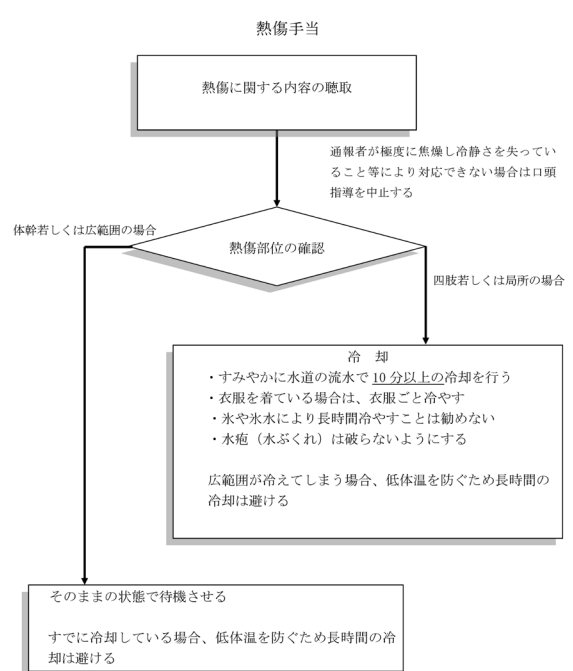 熱傷手当
熱傷に関する内容の聴取
通報者が極度に焦燥し冷静さを失ってい
ること等により対応できない場合は口頭
指導を中止する
体幹若しくは広範囲の場合
熱傷部位の確認
四肢若しくは局所の場合
冷　却
・すみやかに水道の流水で 10 分以上の冷却を行う
・衣服を着ている場合は、衣服ごと冷やす
・氷や氷水により長時間冷やすことは勧めない
・水疱（水ぶくれ）は破らないようにする
広範囲が冷えてしまう場合、低体温を防ぐため長時間の
冷却は避ける
そのままの状態で待機させる
すでに冷却している場合、低体温を防ぐため長時間の冷
却は避ける